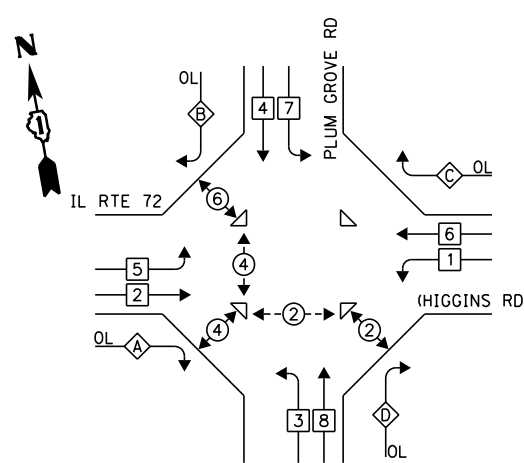 N
1
OL
B
4 7
PLUM GROVE RD
C OL
IL RTE 72
6
6
5
4
1
2
(HIGGINS RD
OL
A
4
2
2
3 8
D
OL